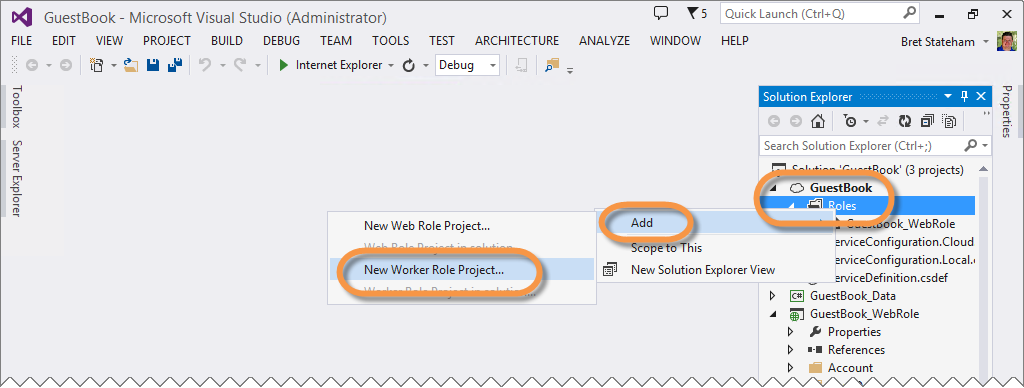 GuestBook - Microsoft Visual Studio (Administrator)
5
Quick Launch (Ctrl+Q)
FILE EDIT VIEW PROJECT BUILD DEBUG TEAM TOOLS TEST ARCHITECTURE ANALYZE WINDOW HELP
Bret Stateham
Internet Explorer
Debug
Toolbox
Server Explorer
Properties
Solution Explorer
Search Solution Explorer (Ctrl+;)
Solution 'GuestBook' (3 projects)
GuestBook
Roles
GuestBook_WebRole
ServiceConfiguration.Cloud
ServiceConfiguration.Local.c
ServiceDefinition.csdef
GuestBook_Data
GuestBook_WebRole
Properties
References
Account
Add
Scope to This
New Solution Explorer View
New Web Role Project...
Web Role Project in solution...
New Worker Role Project...
Worker Role Project in solution...